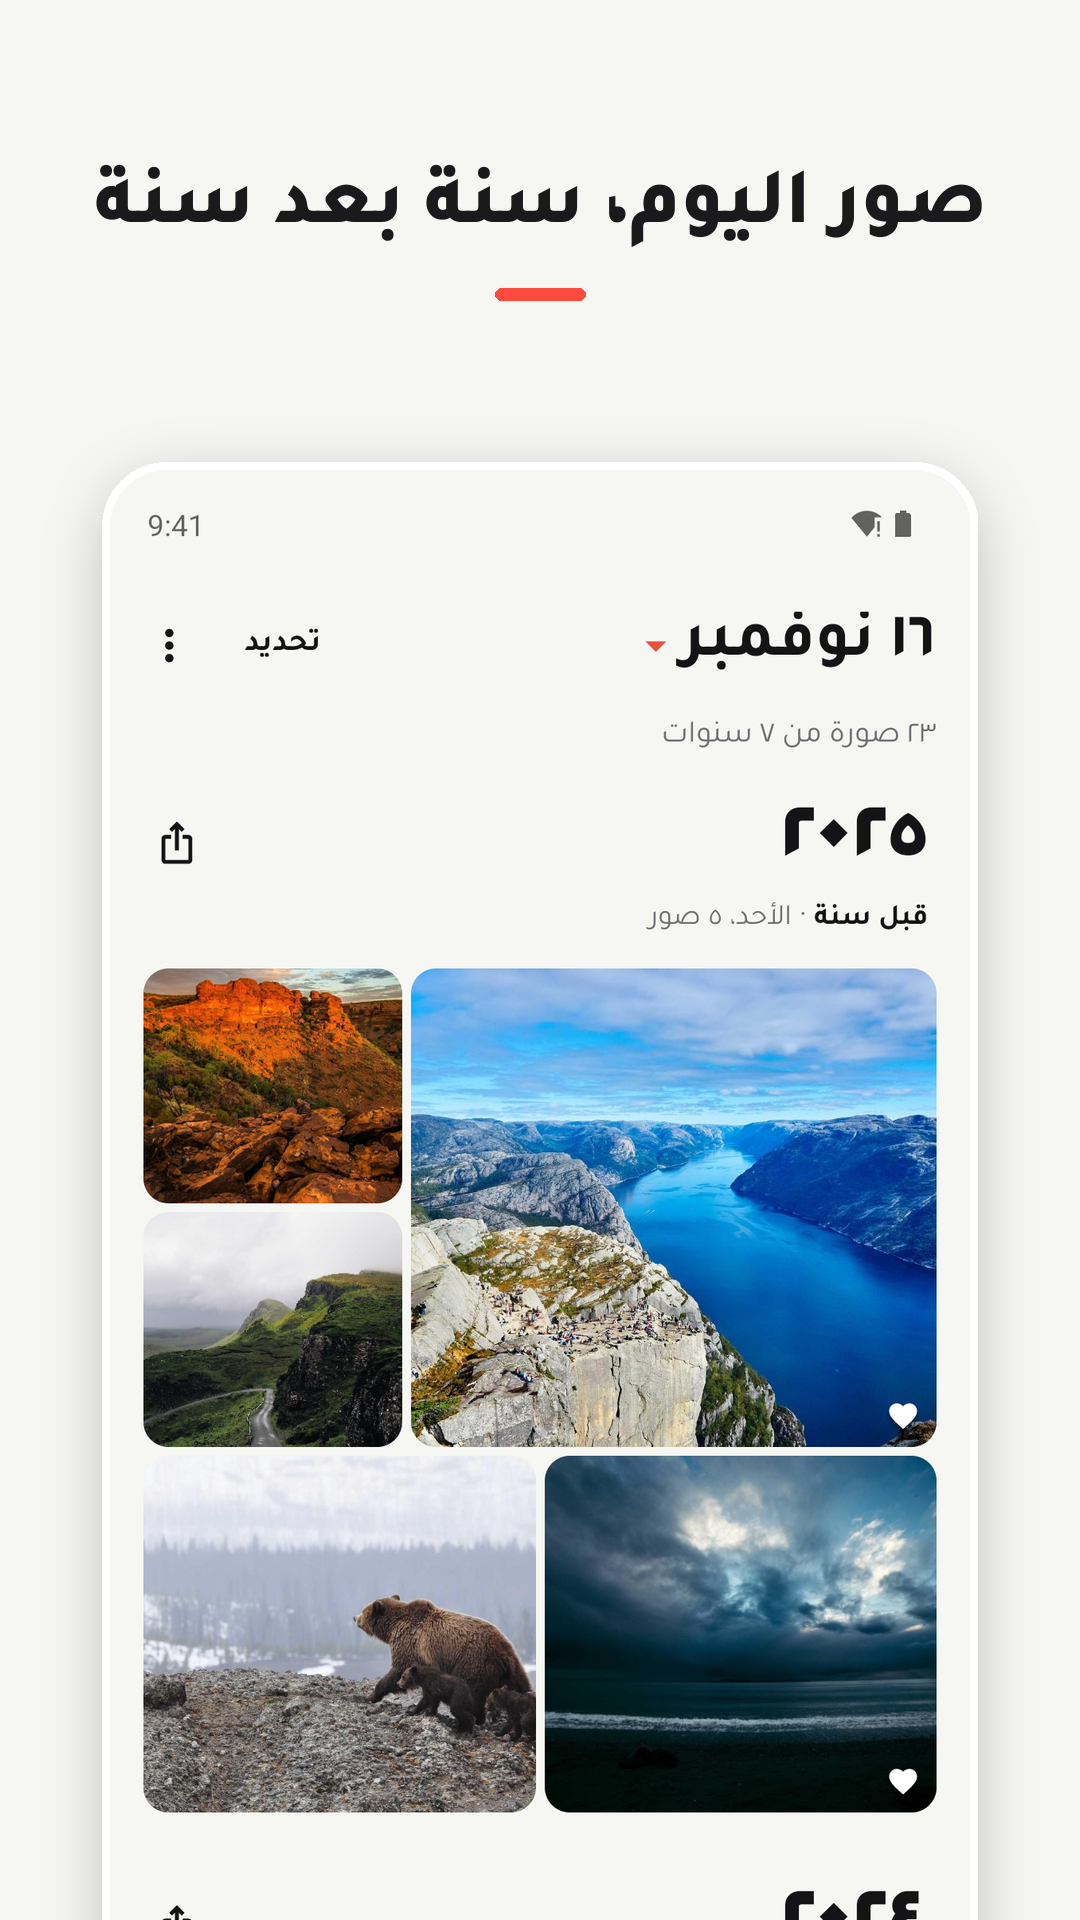 صور اليوم، سنة بعد سنة
9:41
١٦ نوفمبر
تحديد
٢٣ صورة من ٧ سنوات
٢٠٢٥
قبل سنة · الأحد، ٥ صور
٢٠٢٤